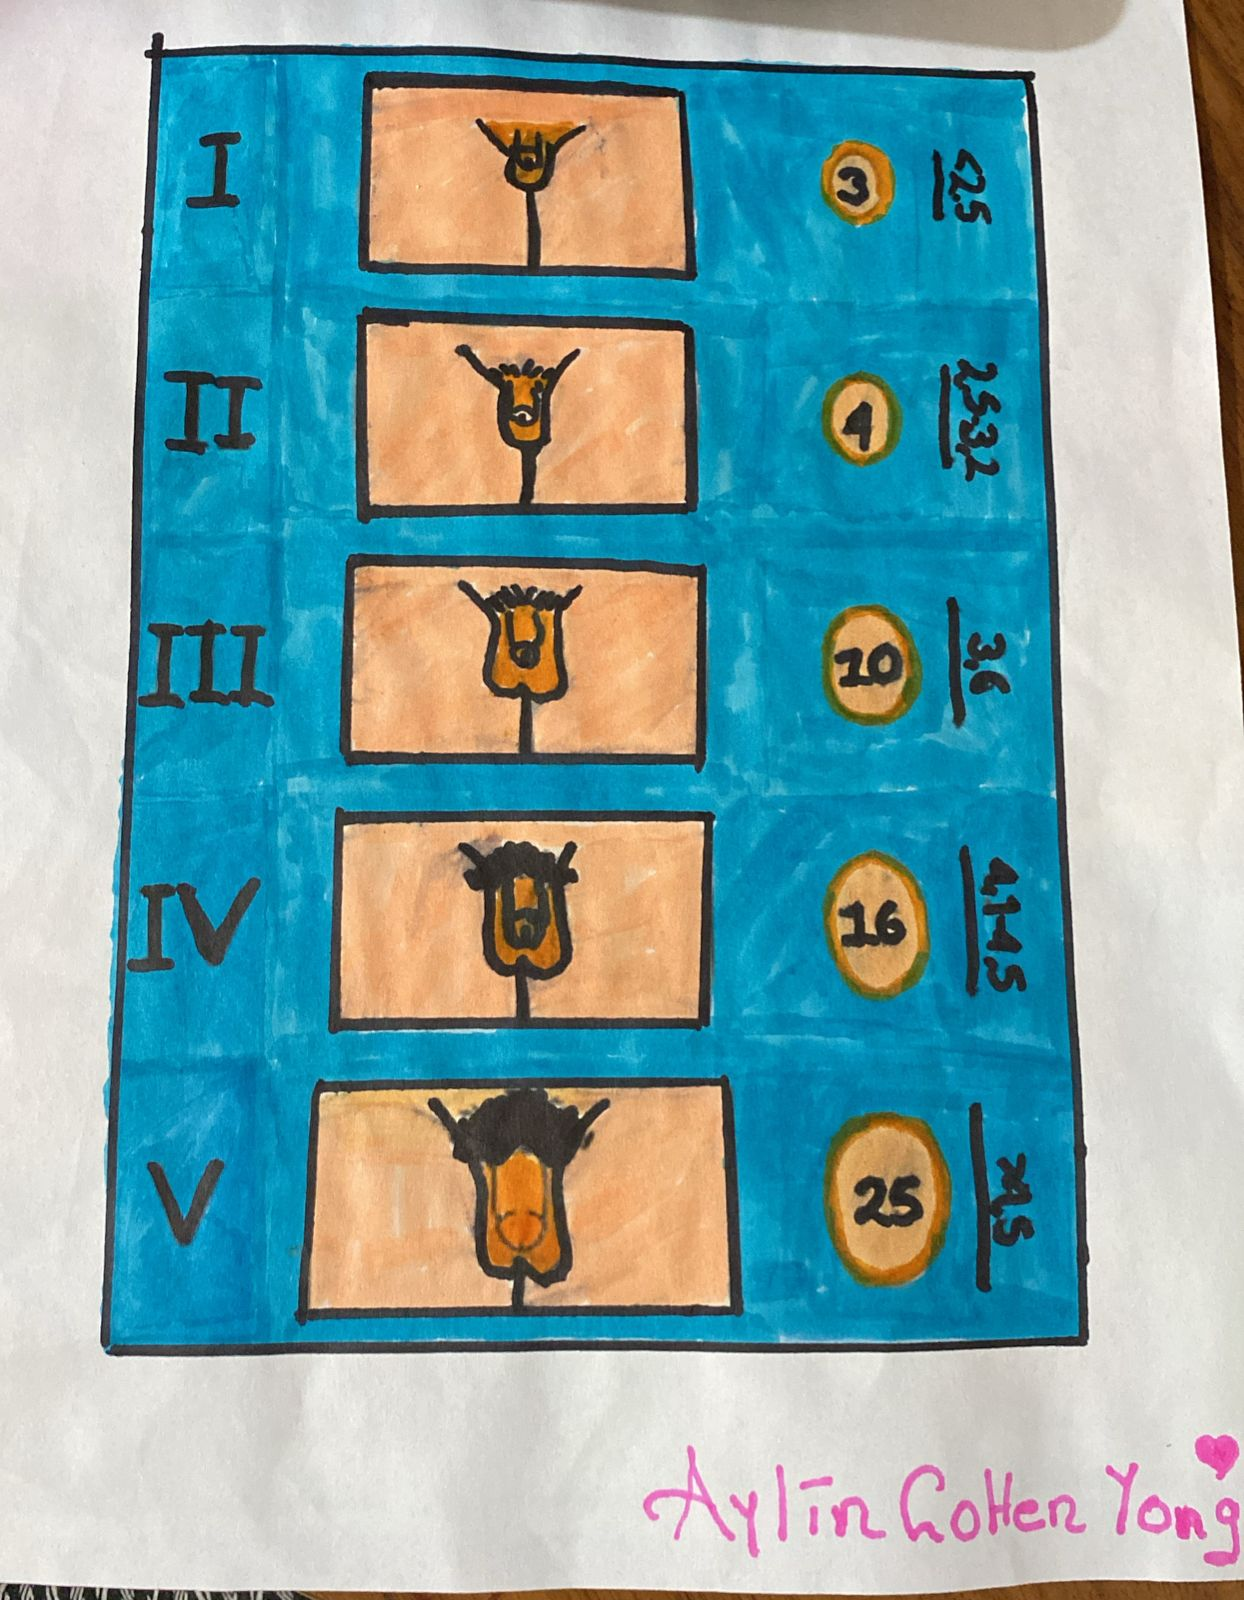 I 3 <2.5
II 4 2.5-3.2
III 10 3.6
IV 16 4.1-4.5
V 25 >4.5
Aylin Cohen Yong